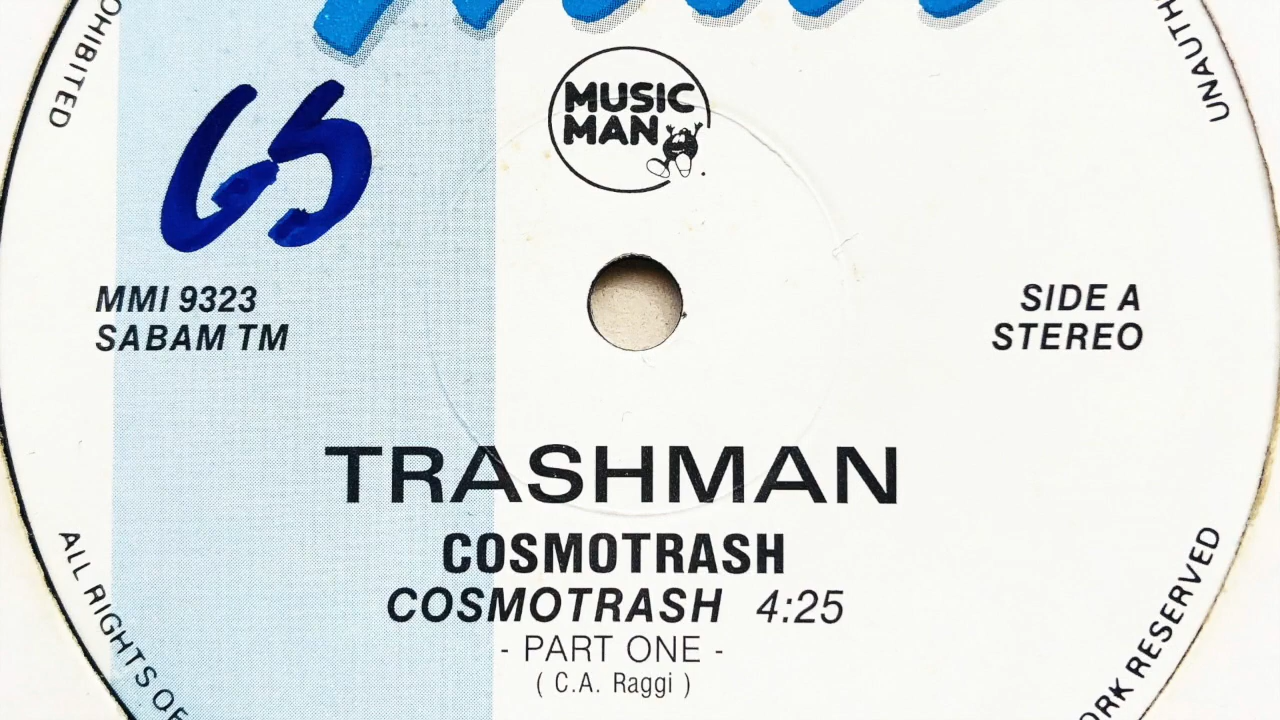 OHIBITED
UNAUTH
65
MUSIC
MAN
MMI 9323
SABAM TM
SIDE A
STEREO
TRASHMAN
COSMOTRASH
COSMOTRASH 4:25
- PART ONE -
( C.A. Raggi )
ALL RIGHTS OF
ORK RESERVED